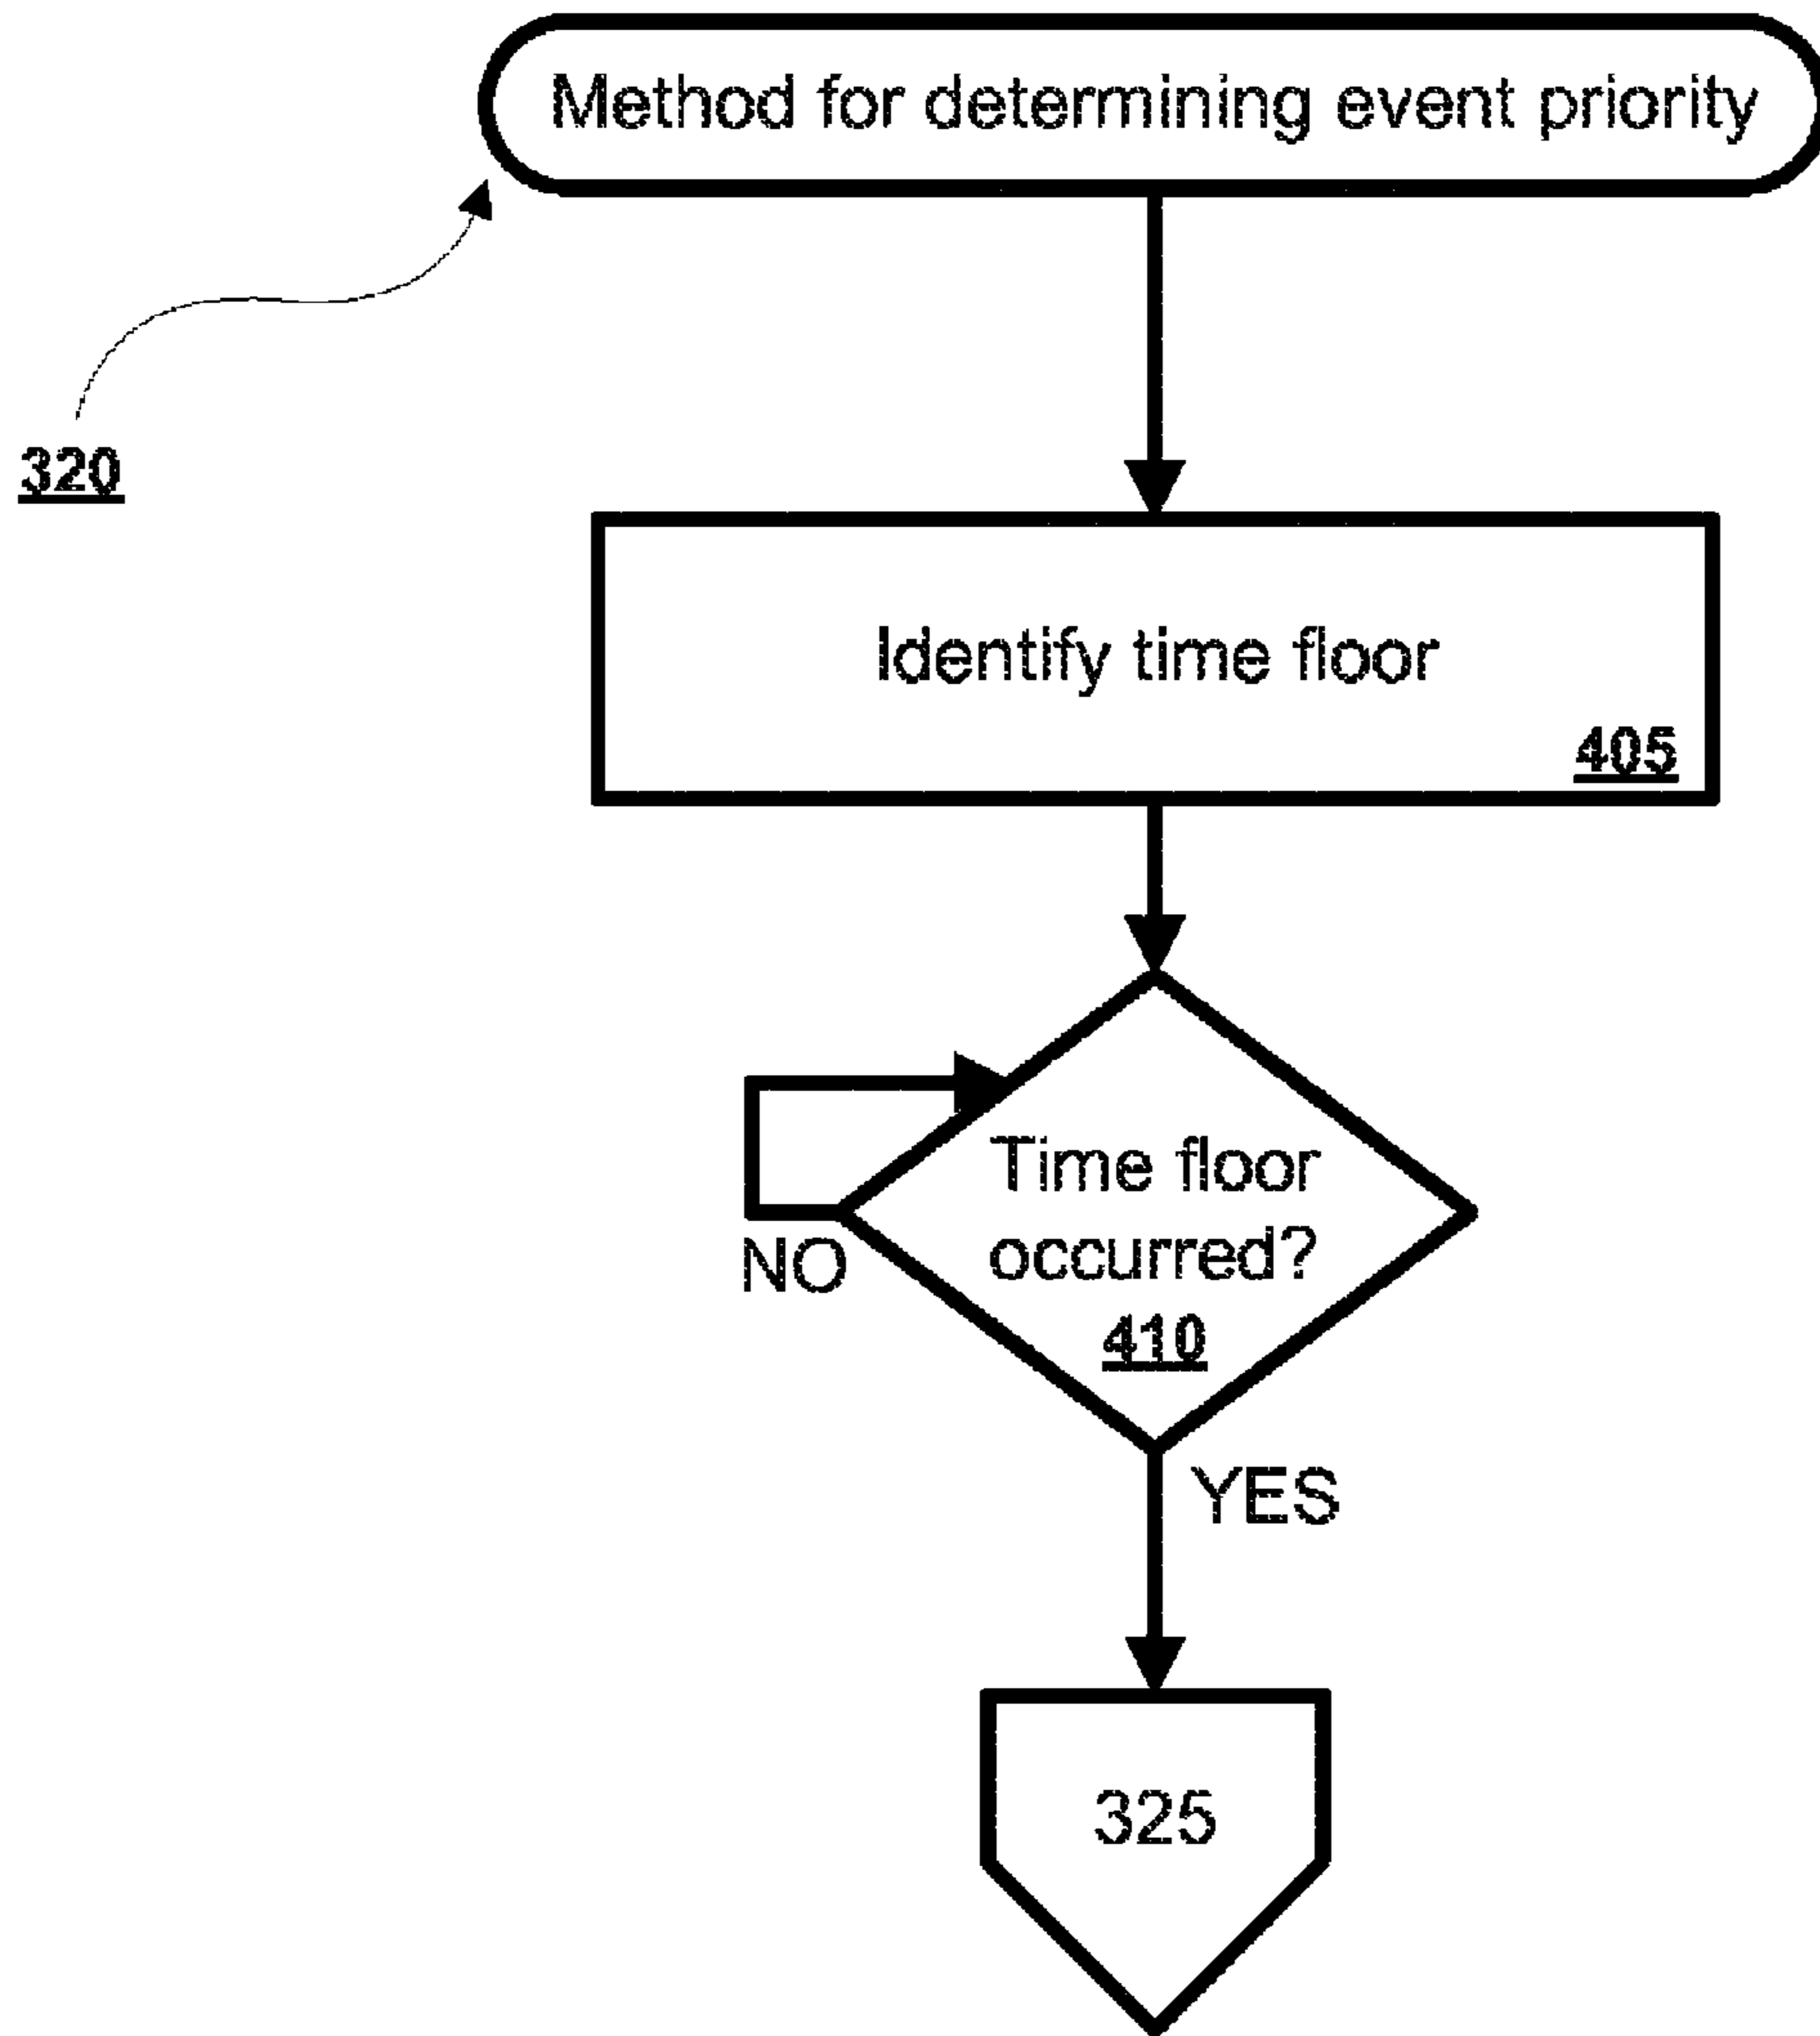 Method for determining event priority
320
Identify time floor
405
Time floor
occurred?
NO
410
YES
325